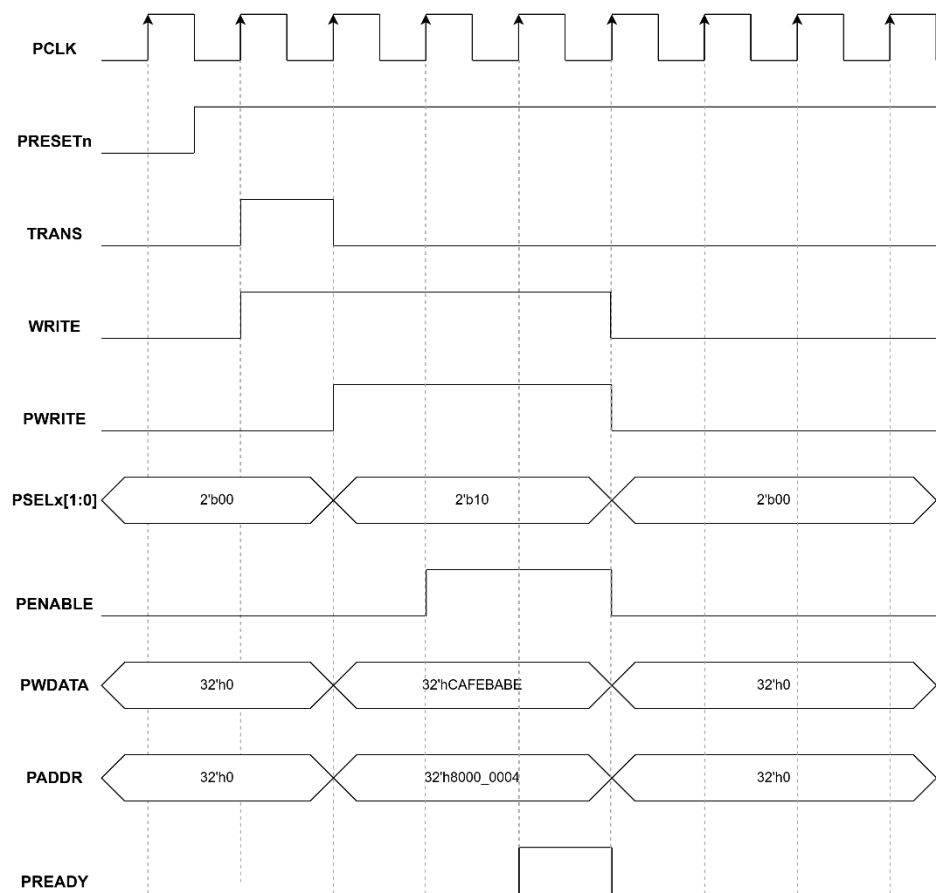 PCLK
PRESETn
TRANS
WRITE
PWRITE
PSELx[1:0] 2'b00 2'b10 2'b00
PENABLE
PWDATA 32'h0 32'hCAFEBABE 32'h0
PADDR 32'h0 32'h8000_0004 32'h0
PREADY